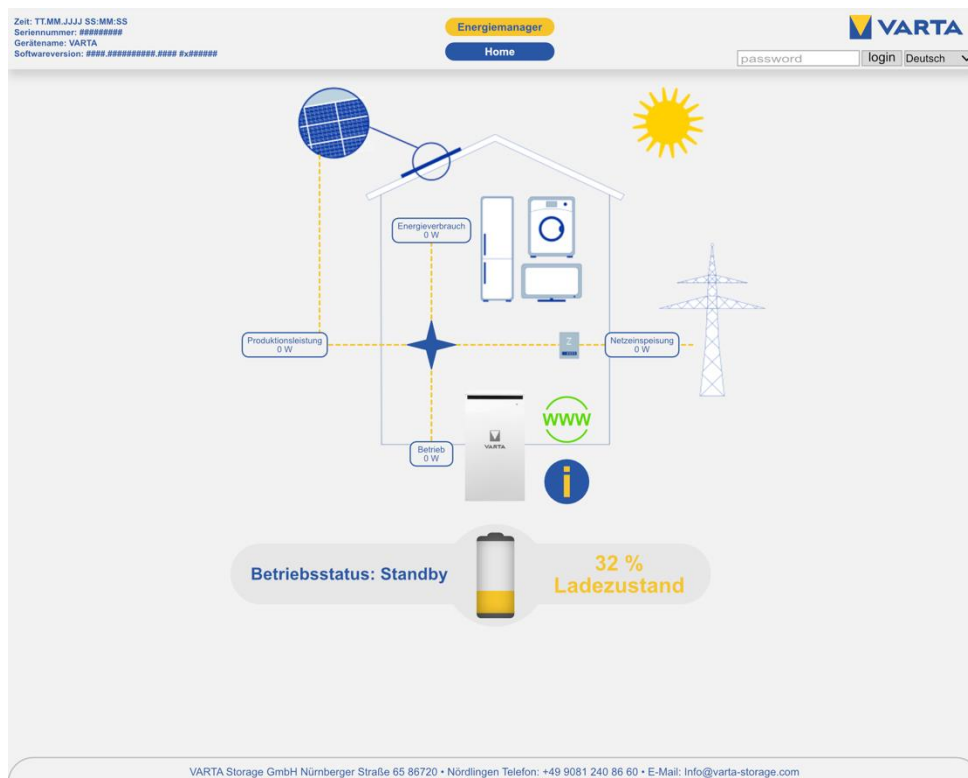 Zeit: TT.MM.JJJJ SS:MM:SS
Seriennummer: #########
Gerätename: VARTA
Softwareversion: ####.##########.#### #x######
Energiemanager
Home
VARTA
password
login
Deutsch
Energieverbrauch
0 W
Produktionsleistung
0 W
Z
Netzeinspeisung
0 W
VARTA
WWW
Betrieb
0 W
i
Betriebsstatus: Standby
32 %
Ladezustand
VARTA Storage GmbH Nürnberger Straße 65 86720 • Nördlingen Telefon: +49 9081 240 86 60 • E-Mail: Info@varta-storage.com